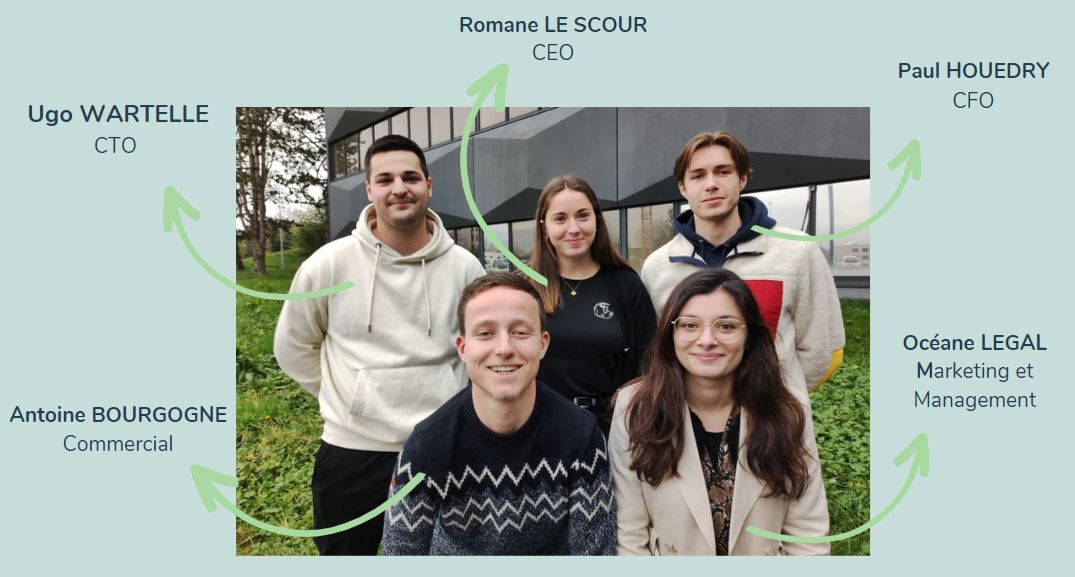 Romane LE SCOUR
CEO
Paul HOUEDRY
CFO
Ugo WARTELLE
CTO
Océane LEGAL
Marketing et
Management
Antoine BOURGOGNE
Commercial